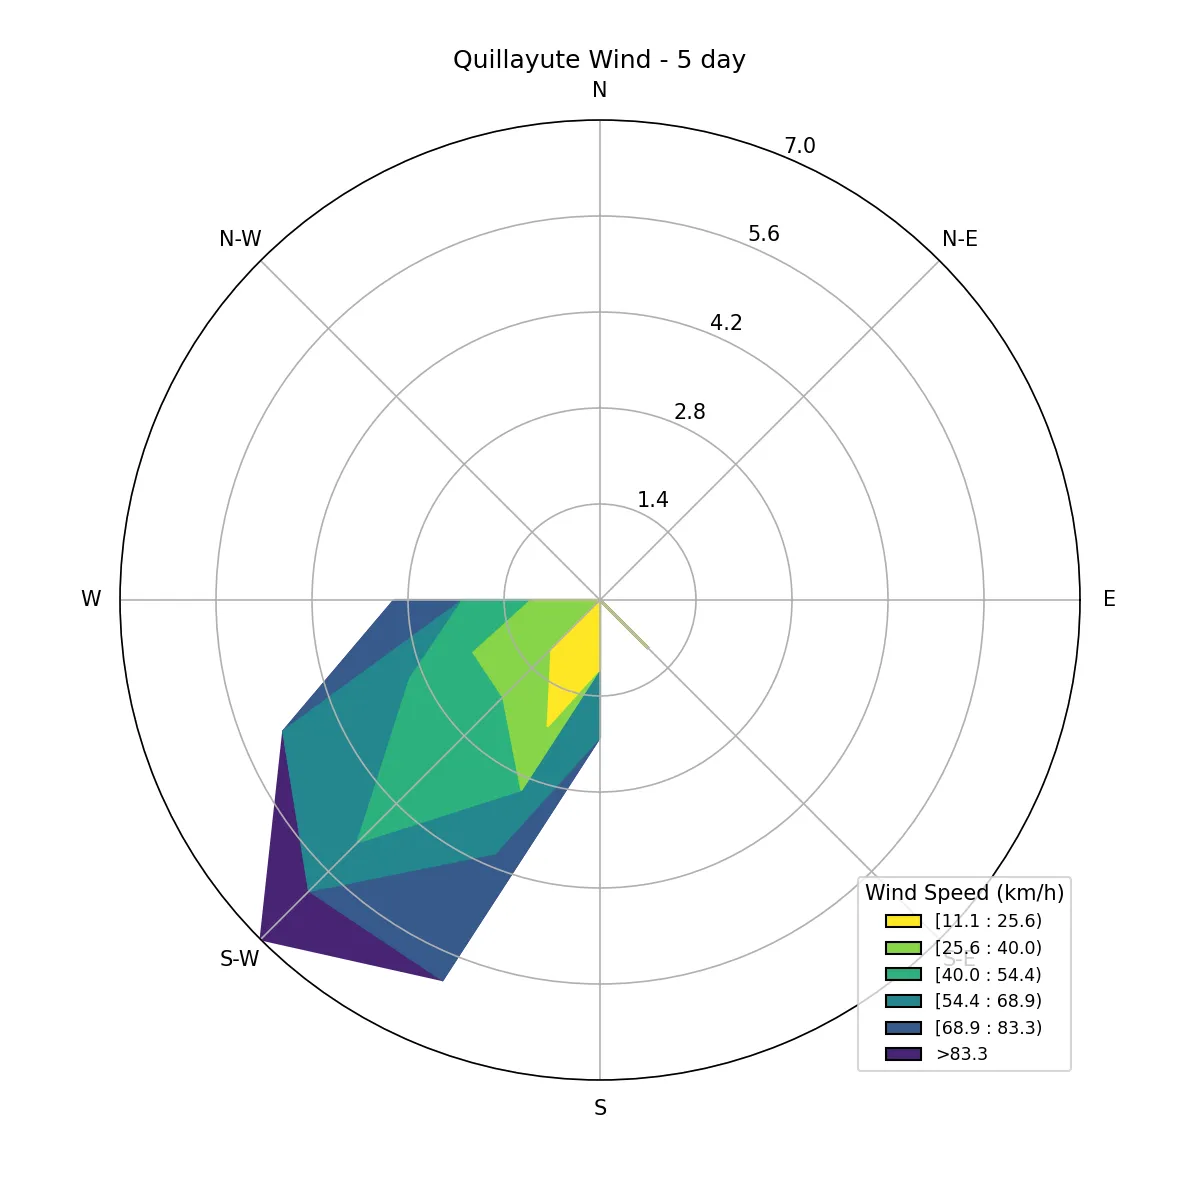 Quillayute Wind - 5 day
N
7.0
N-W
5.6
N-E
4.2
2.8
1.4
W
E
S-W
S-E
S
Wind Speed (km/h)
[11.1 : 25.6)
[25.6 : 40.0)
[40.0 : 54.4)
[54.4 : 68.9)
[68.9 : 83.3)
>83.3